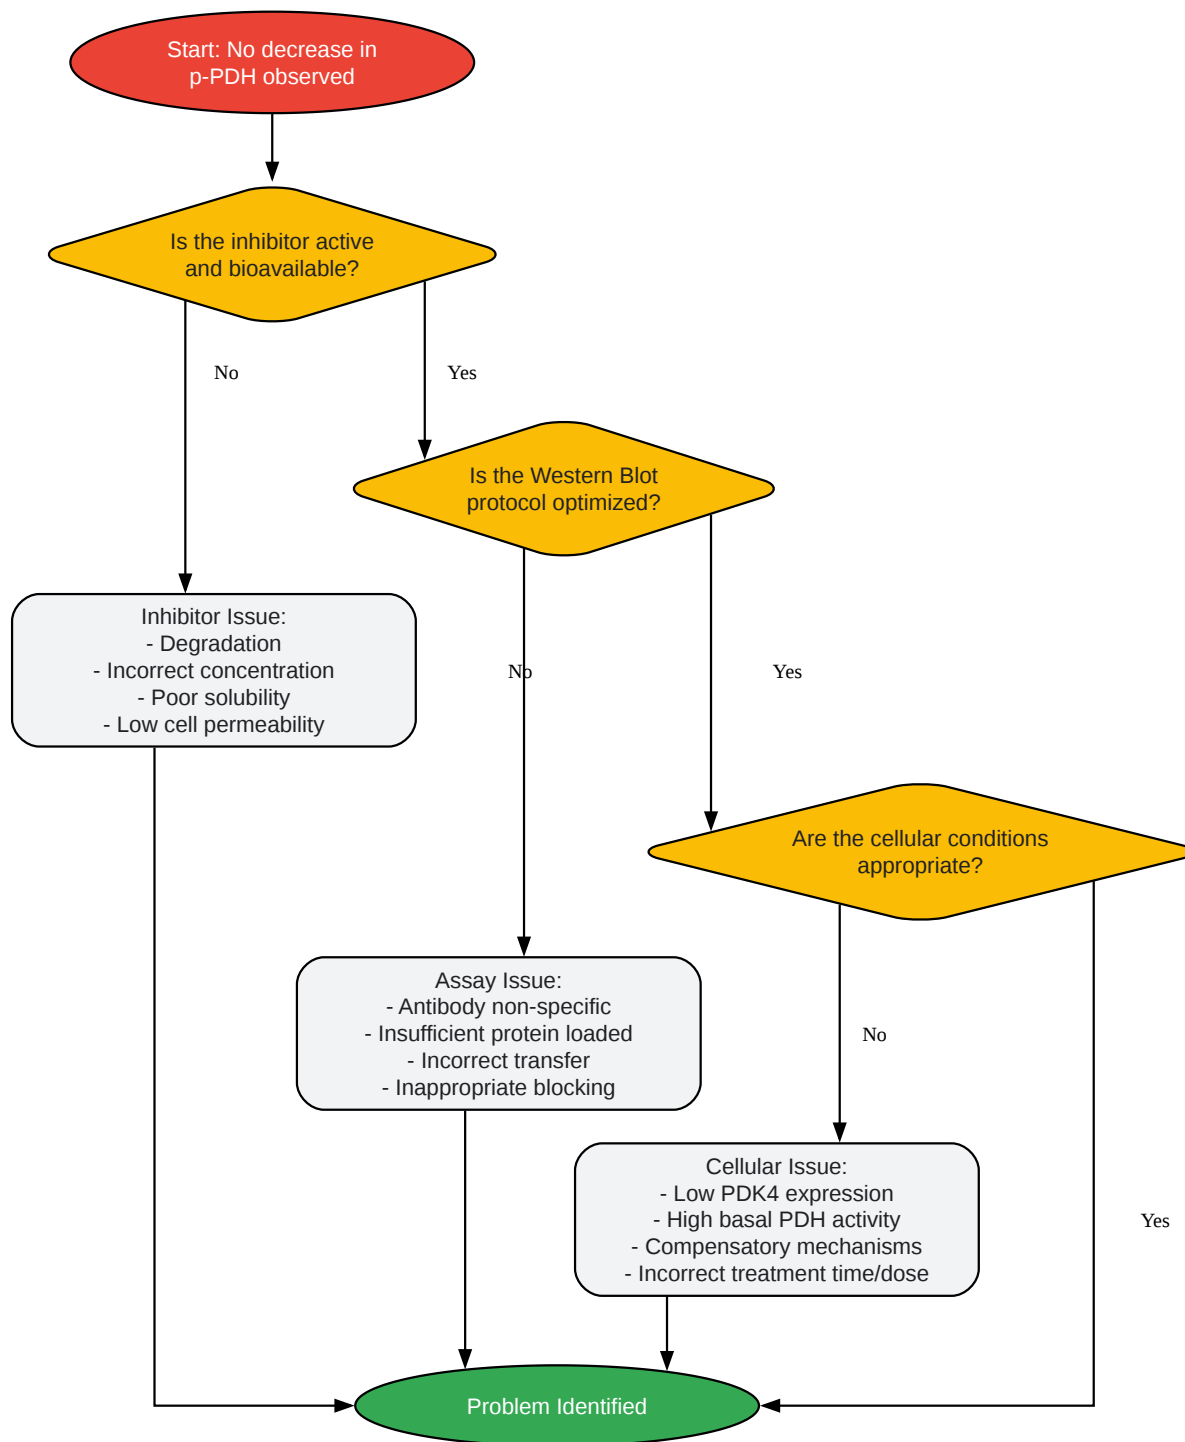 Start: No decrease in
p-PDH observed
Is the inhibitor active
and bioavailable?
No
Yes
Is the Western Blot
protocol optimized?
Inhibitor Issue:
- Degradation
- Incorrect concentration
- Poor solubility
- Low cell permeability
No
Yes
Are the cellular conditions
appropriate?
Assay Issue:
- Antibody non-specific
- Insufficient protein loaded
- Incorrect transfer
- Inappropriate blocking
No
Cellular Issue:
- Low PDK4 expression
- High basal PDH activity
- Compensatory mechanisms
- Incorrect treatment time/dose
Yes
Problem Identified